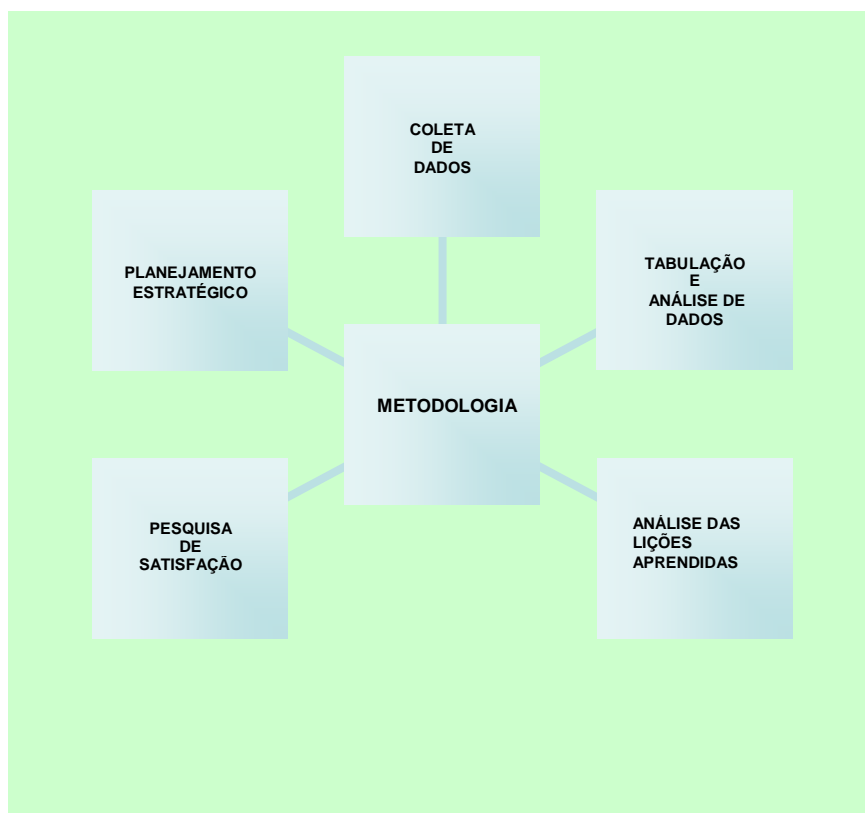 COLETA
DE
DADOS
PLANEJAMENTO
ESTRATÉGICO
TABULAÇÃO
E
ANÁLISE DE
DADOS
METODOLOGIA
PESQUISA
DE
SATISFAÇÃO
ANÁLISE DAS
LIÇÕES
APRENDIDAS